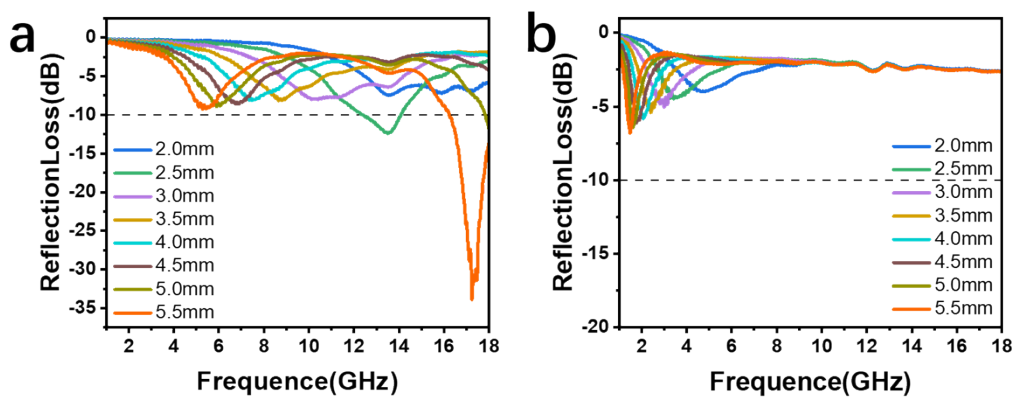 a
ReflectionLoss(dB)
0
-5
-10
-15
-20
-25
-30
-35
2.0mm
2.5mm
3.0mm
3.5mm
4.0mm
4.5mm
5.0mm
5.5mm
2 4 6 8 10 12 14 16 18
Frequence(GHz)
b
ReflectionLoss(dB)
0
-5
-10
-15
-20
2.0mm
2.5mm
3.0mm
3.5mm
4.0mm
4.5mm
5.0mm
5.5mm
2 4 6 8 10 12 14 16 18
Frequence(GHz)